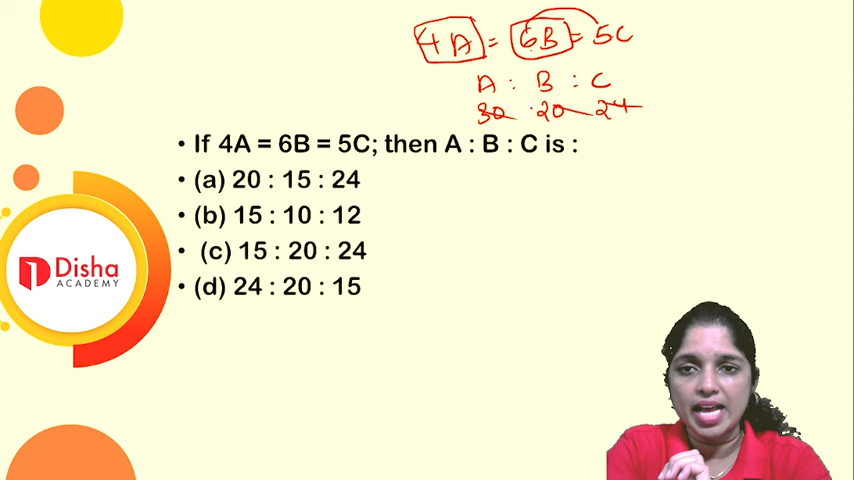 4A = 6B = 5C
A : B : C
30 20 24
• If 4A = 6B = 5C; then A : B : C is :
• (a) 20 : 15 : 24
• (b) 15 : 10 : 12
• (c) 15 : 20 : 24
• (d) 24 : 20 : 15
Disha
ACADEMY